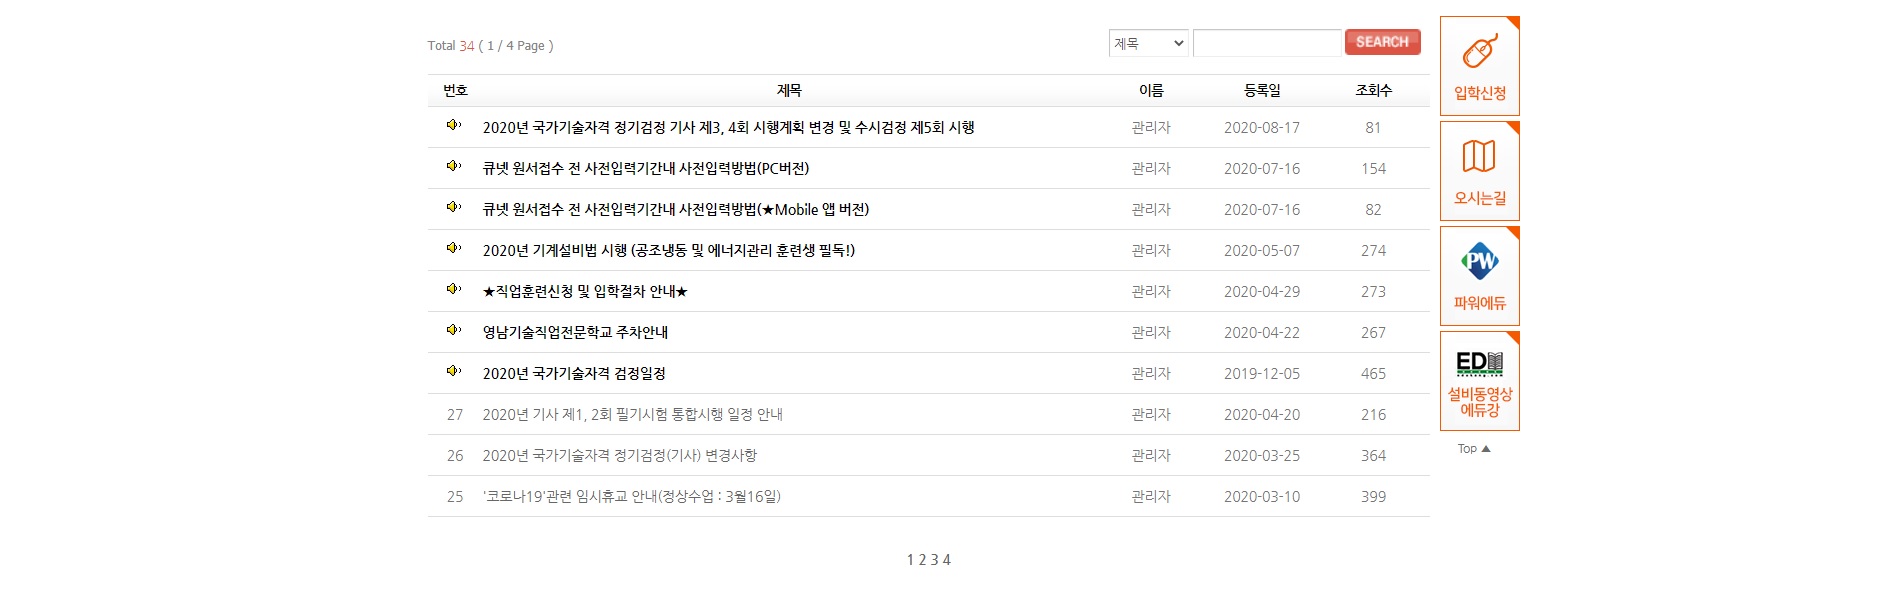 Total 34 ( 1 / 4 Page )
제목 SEARCH
번호 제목 이름 등록일 조회수
2020년 국가기술자격 정기검정 기사 제3, 4회 시행계획 변경 및 수시검정 제5회 시행 관리자 2020-08-17 81
큐넷 원서접수 전 사전입력기간내 사전입력방법(PC버전) 관리자 2020-07-16 154
큐넷 원서접수 전 사전입력기간내 사전입력방법(★Mobile 앱 버전) 관리자 2020-07-16 82
2020년 기계설비법 시행 (공조냉동 및 에너지관리 훈련생 필독!) 관리자 2020-05-07 274
★직업훈련신청 및 입학절차 안내★ 관리자 2020-04-29 273
영남기술직업전문학교 주차안내 관리자 2020-04-22 267
2020년 국가기술자격 검정일정 관리자 2019-12-05 465
27 2020년 기사 제1, 2회 필기시험 통합시행 일정 안내 관리자 2020-04-20 216
26 2020년 국가기술자격 정기검정(기사) 변경사항 관리자 2020-03-25 364
25 '코로나19'관련 임시휴교 안내(정상수업 : 3월16일) 관리자 2020-03-10 399
1 2 3 4
입학신청
오시는길
PW
파워에듀
EDU
설비동영상
에듀강
Top ▲